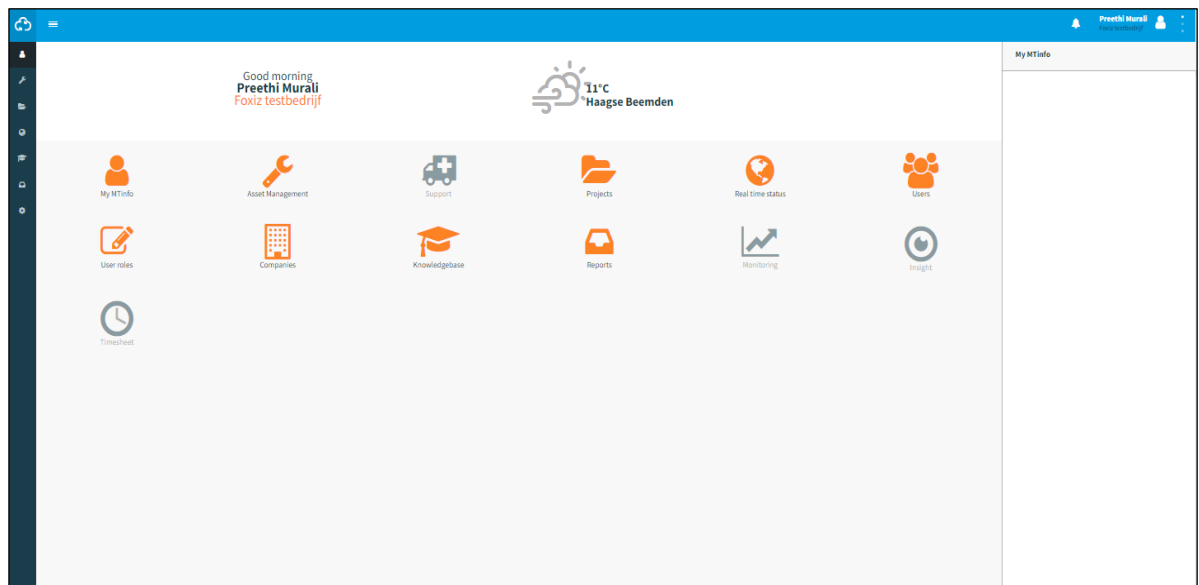 Preethi Murali
Foxiz testbedrijf
My MTinfo
Good morning
Preethi Murali
Foxiz testbedrijf
11°C
Haagse Beemden
My MTinfo
Asset Management
Support
Projects
Real time status
Users
User roles
Companies
Knowledgebase
Reports
Monitoring
Insight
Timesheet